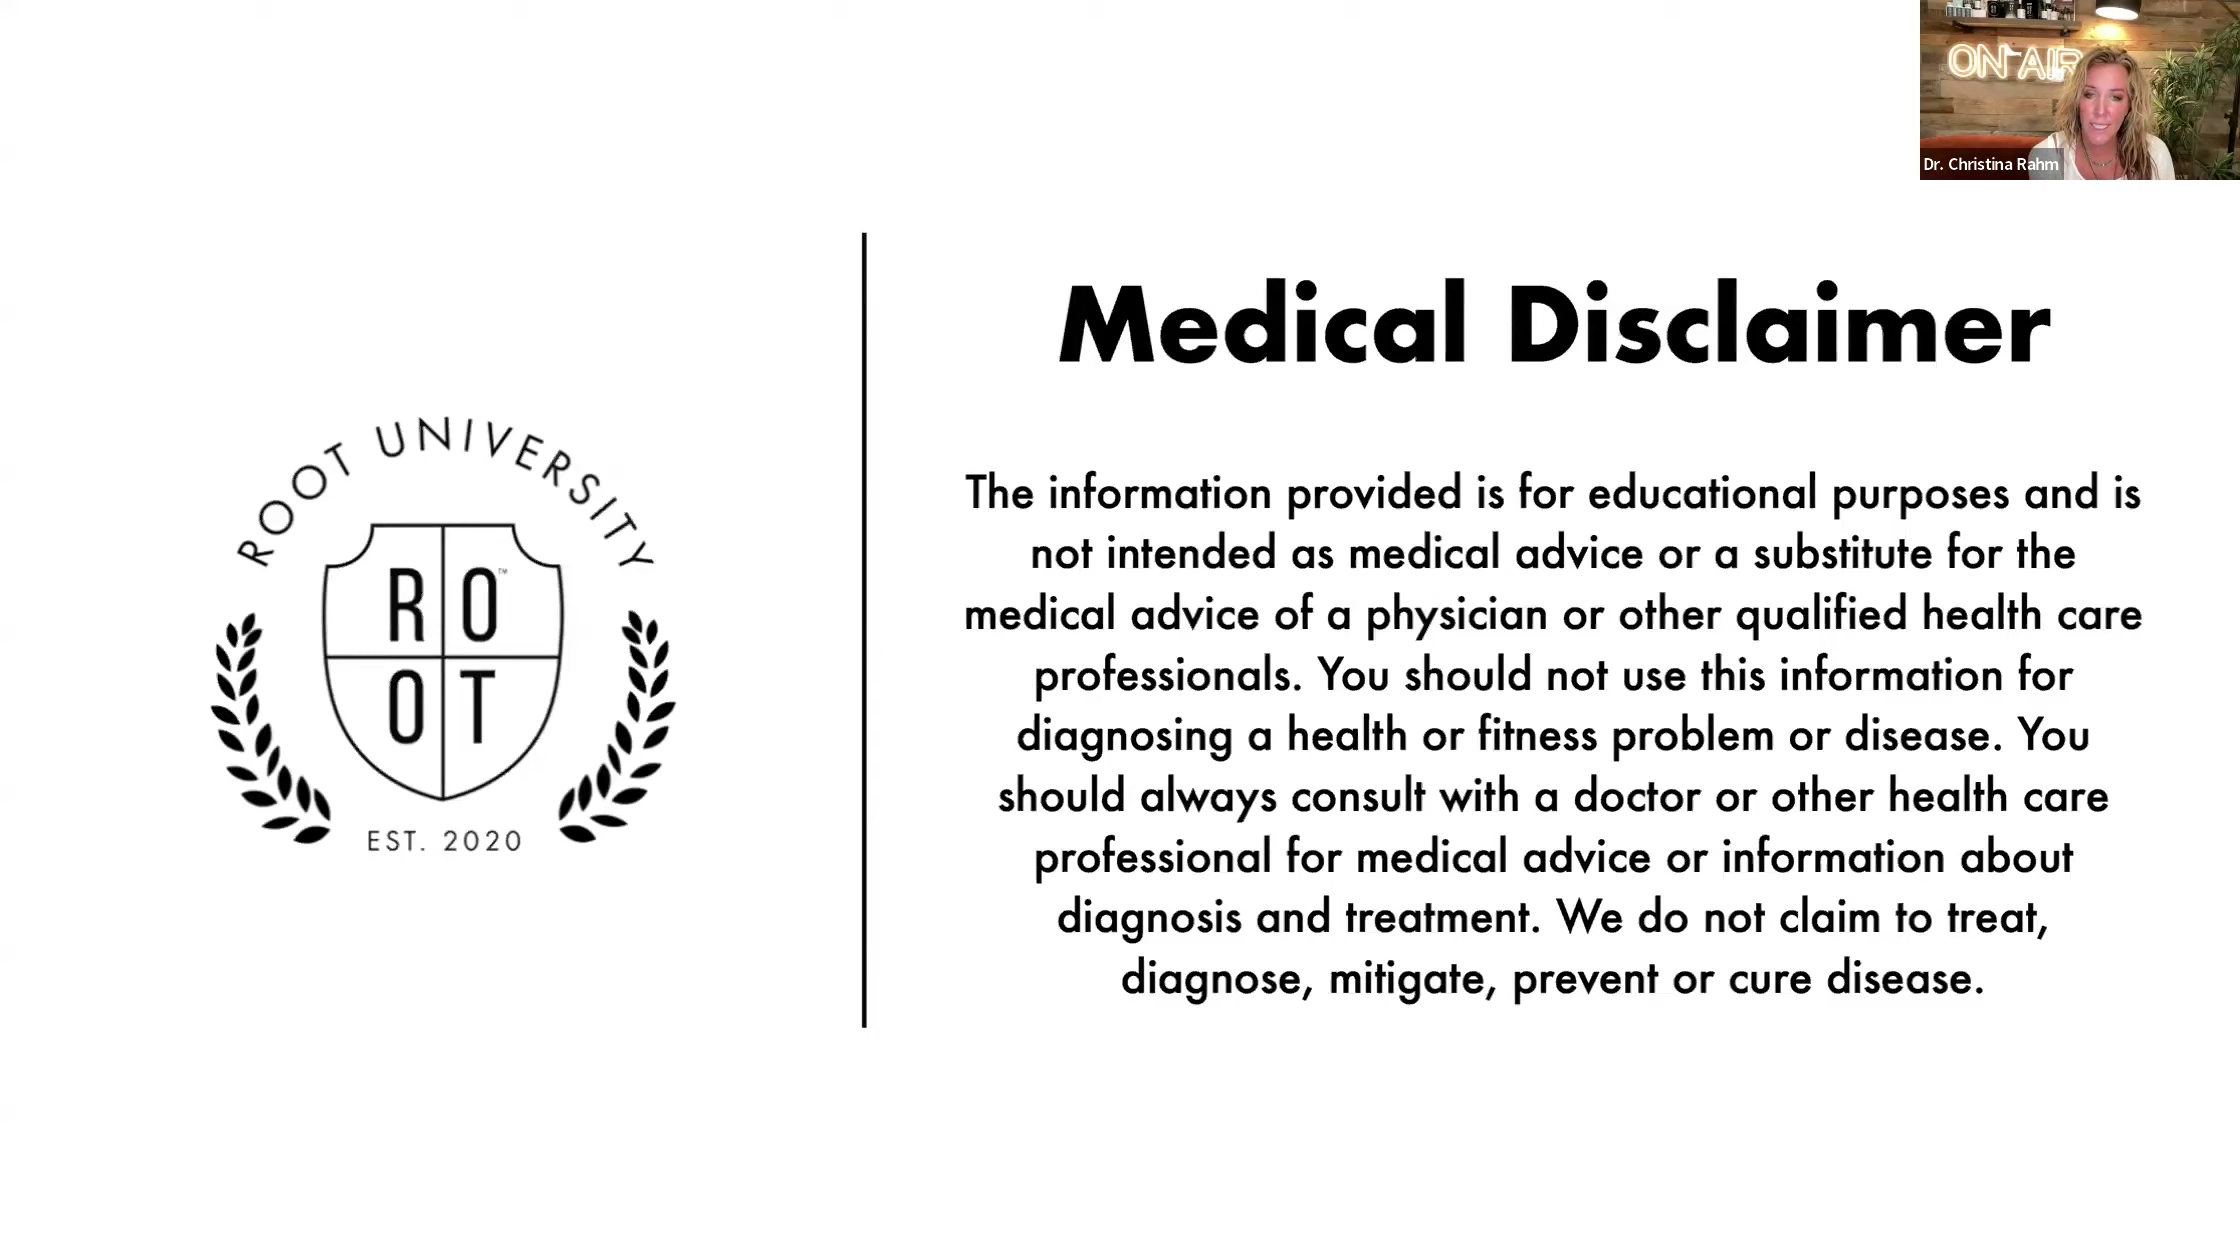 ON AIR
Dr. Christina Rahm
ROOT UNIVERSITY
R O™
O T
EST. 2020
Medical Disclaimer
The information provided is for educational purposes and is
not intended as medical advice or a substitute for the
medical advice of a physician or other qualified health care
professionals. You should not use this information for
diagnosing a health or fitness problem or disease. You
should always consult with a doctor or other health care
professional for medical advice or information about
diagnosis and treatment. We do not claim to treat,
diagnose, mitigate, prevent or cure disease.